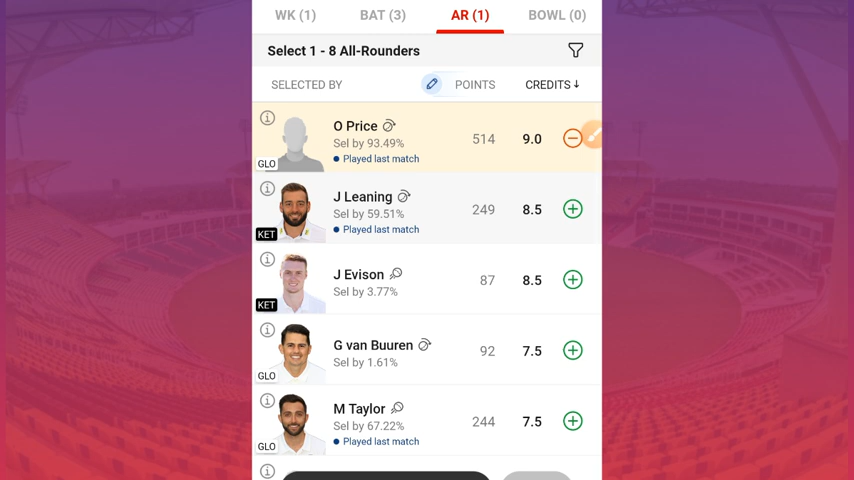 WK (1) BAT (3) AR (1) BOWL (0)
Select 1 - 8 All-Rounders
SELECTED BY POINTS CREDITS
O Price
Sel by 93.49%
Played last match
GLO
514 9.0
J Leaning
Sel by 59.51%
Played last match
KET
249 8.5
J Evison
Sel by 3.77%
KET
87 8.5
G van Buuren
Sel by 1.61%
GLO
92 7.5
M Taylor
Sel by 67.22%
Played last match
GLO
244 7.5